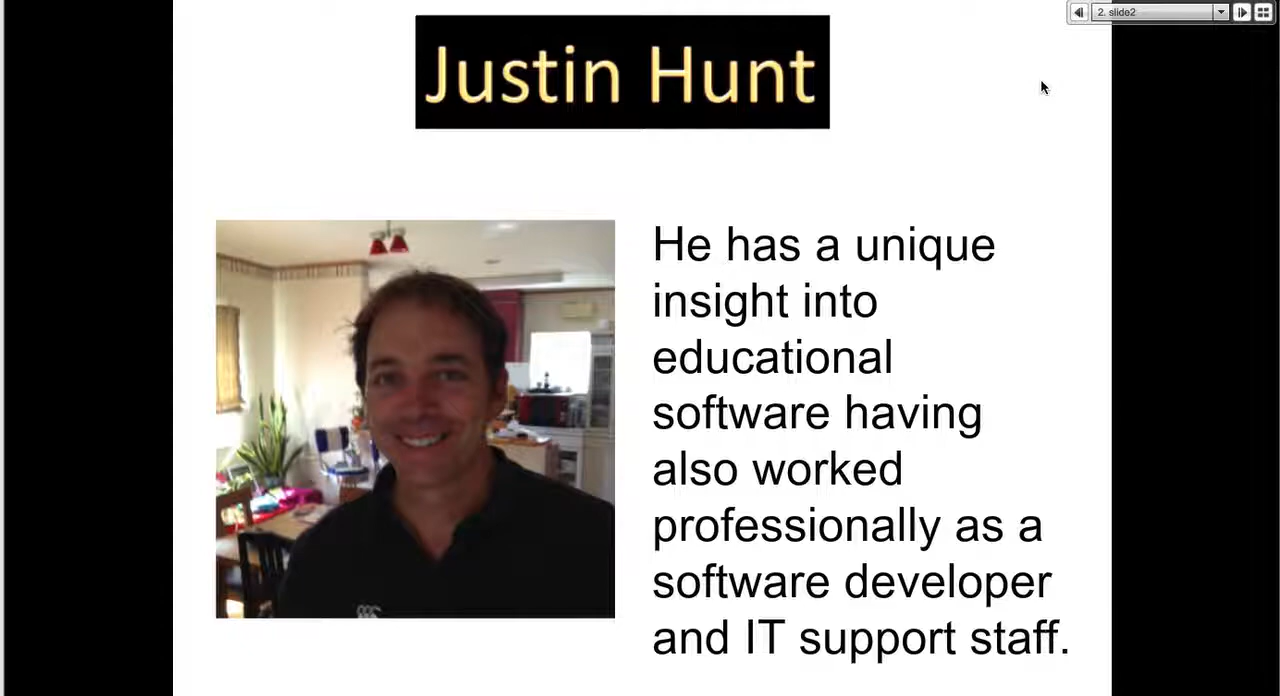 2. slide2
Justin Hunt
He has a unique
insight into
educational
software having
also worked
professionally as a
software developer
and IT support staff.